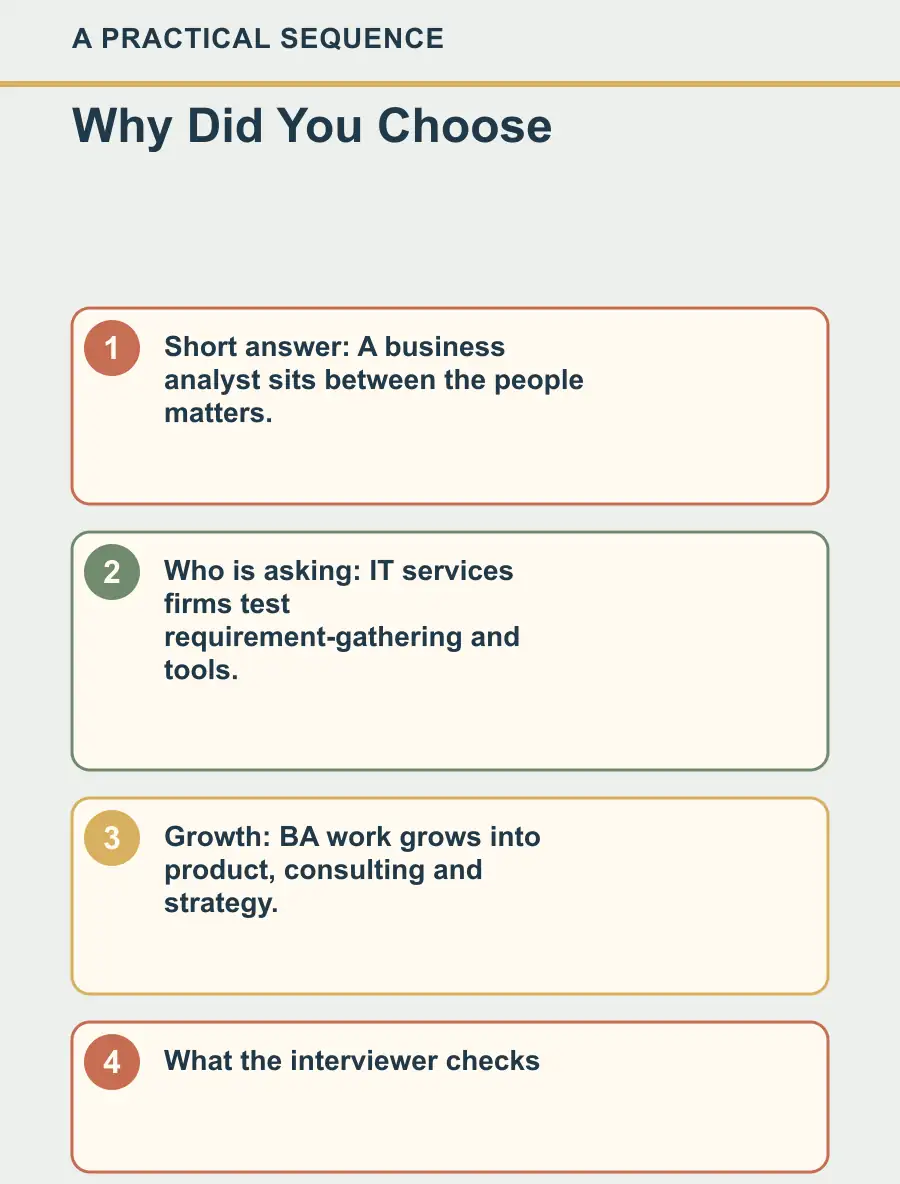 A PRACTICAL SEQUENCE
Why Did You Choose
1
Short answer: A business
analyst sits between the people
matters.
2
Who is asking: IT services
firms test
requirement-gathering and
tools.
3
Growth: BA work grows into
product, consulting and
strategy.
4
What the interviewer checks